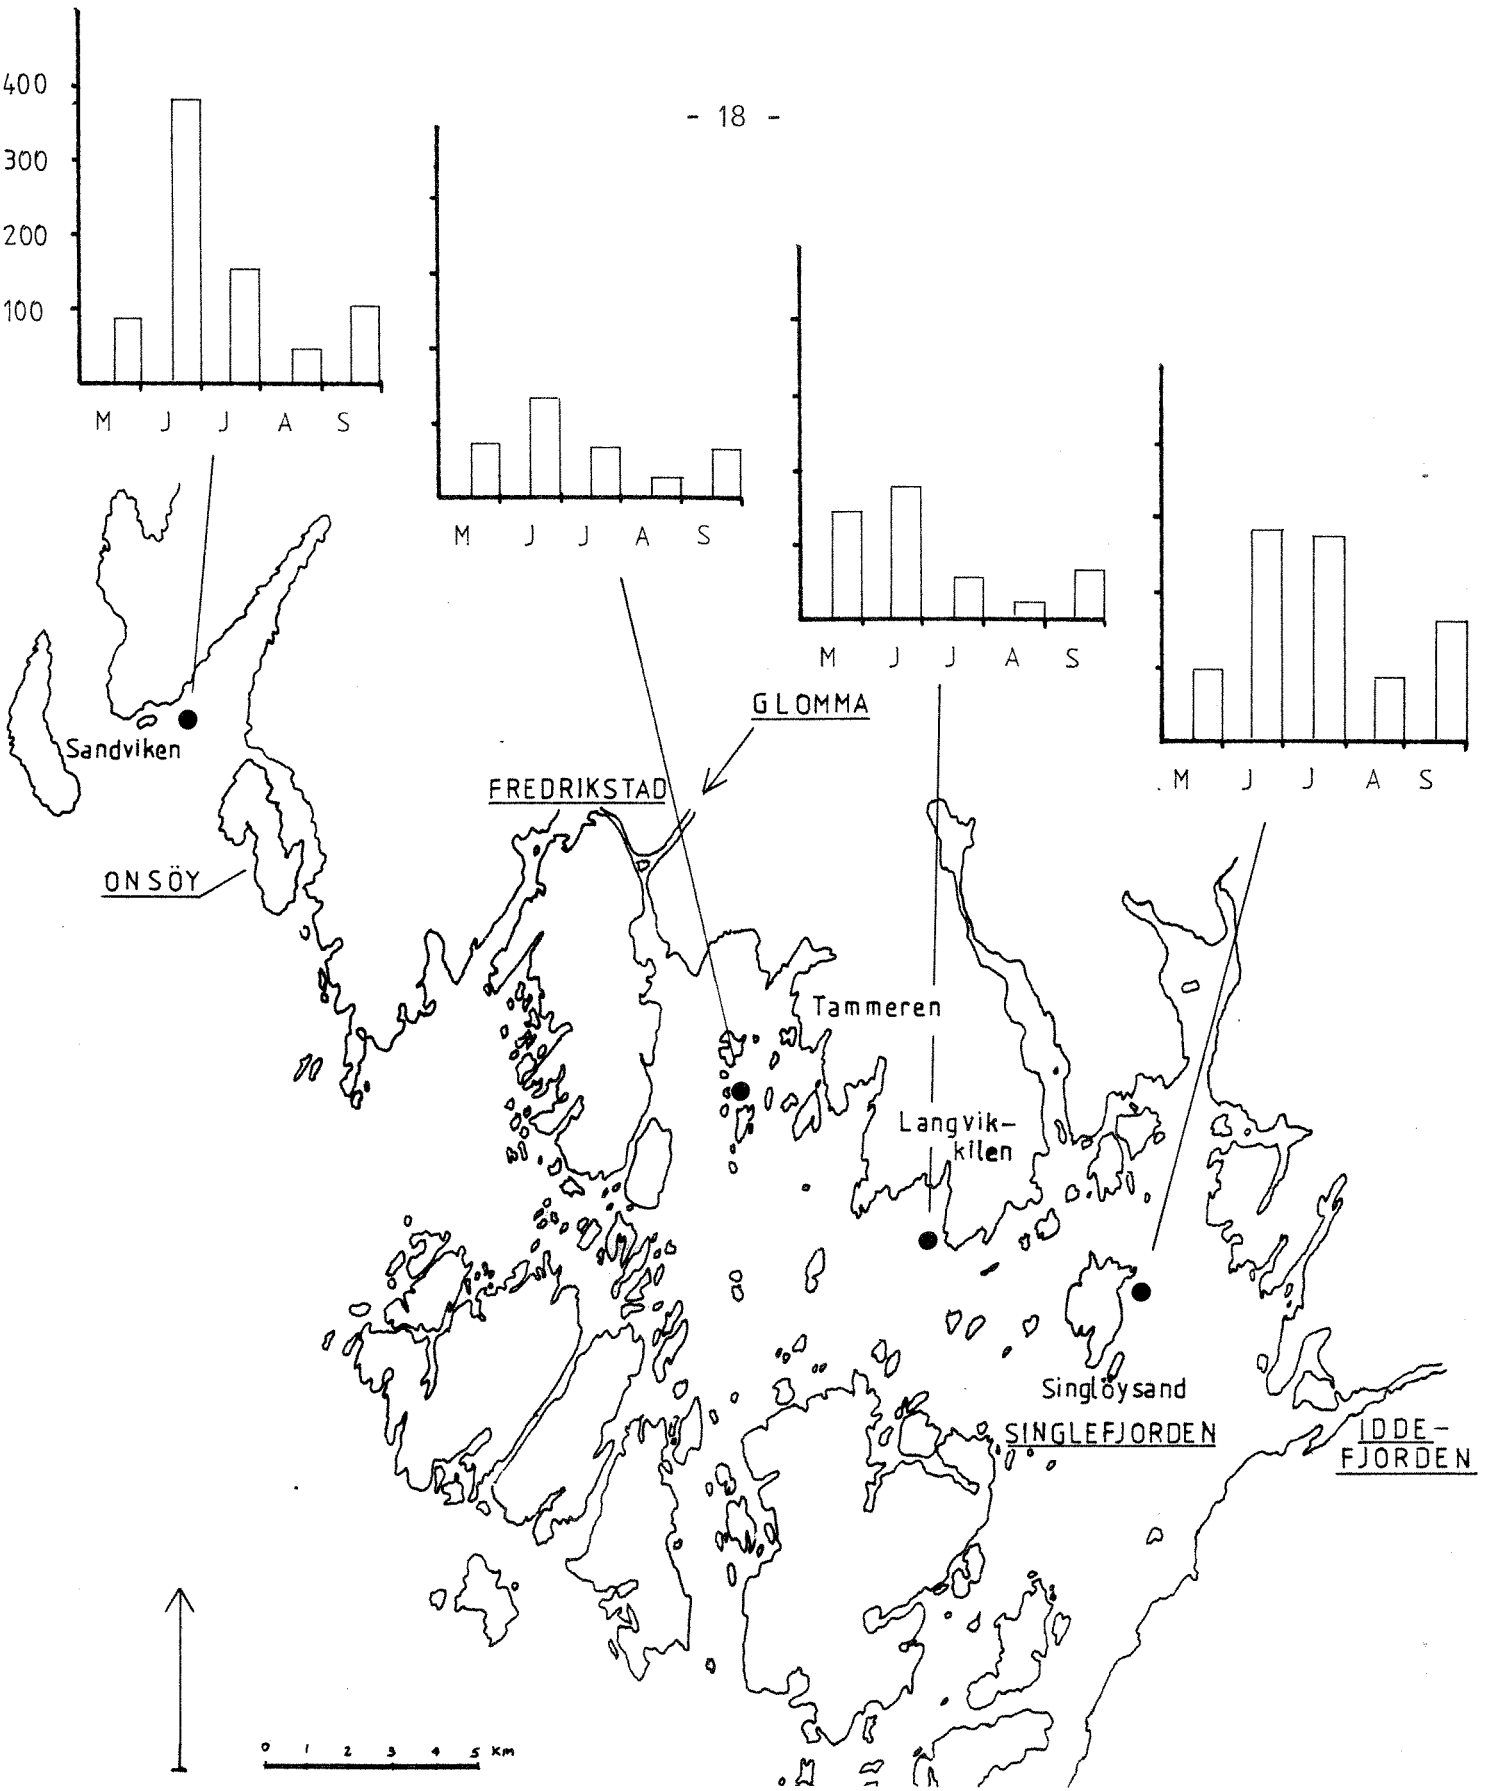 - 18 -
400
300
200
100
M J J A S
M J J A S
M J J A S
M J J A S
GLOMMA
Sandviken
FREDRIKSTAD
ONSÖY
Tammeren
Langvik-
kilen
Singlöysand
SINGLEFJORDEN
IDDE-
FJORDEN
0 1 2 3 4 5 km